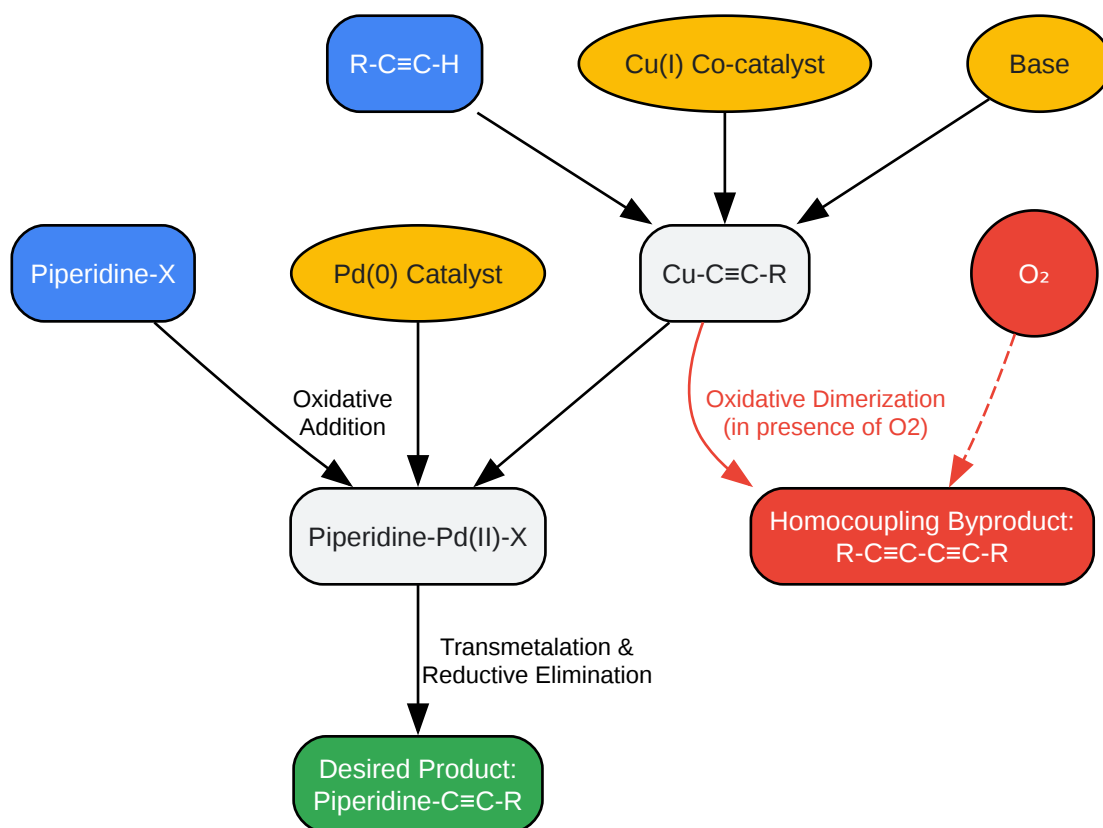 R-C≡C-H
Cu(I) Co-catalyst
Base
Piperidine-X
Pd(0) Catalyst
Cu-C≡C-R
O₂
Oxidative
Addition
Oxidative Dimerization
(in presence of O2)
Piperidine-Pd(II)-X
Homocoupling Byproduct:
R-C≡C-C≡C-R
Transmetalation &
Reductive Elimination
Desired Product:
Piperidine-C≡C-R